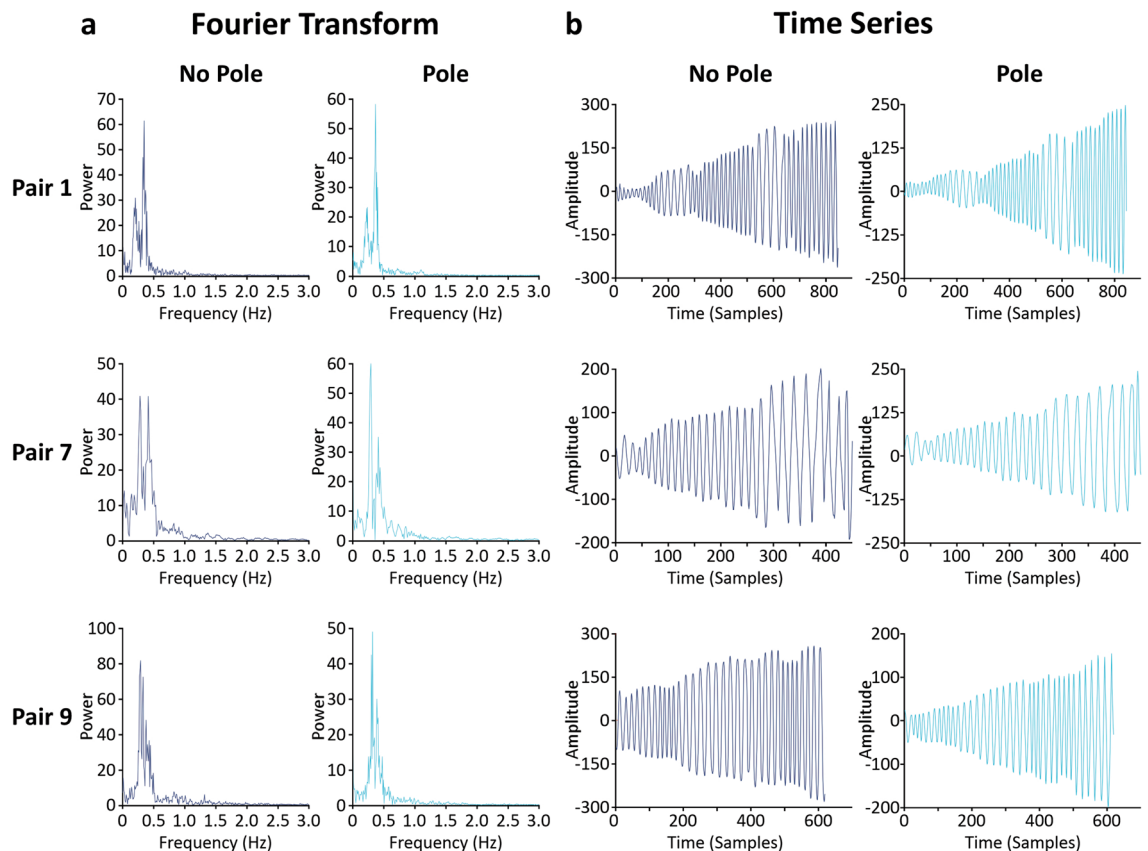 a Fourier Transform b Time Series
No Pole Pole No Pole Pole
Pair 1
Power
70
60
50
40
30
20
10
0
0 0.5 1.0 1.5 2.0 2.5 3.0
Frequency (Hz)
Power
60
50
40
30
20
10
0
0 0.5 1.0 1.5 2.0 2.5 3.0
Frequency (Hz)
Amplitude
300
150
0
-150
-300
0 200 400 600 800
Time (Samples)
Amplitude
250
125
0
-125
-250
0 200 400 600 800
Time (Samples)
Pair 7
Power
50
40
30
20
10
0
0 0.5 1.0 1.5 2.0 2.5 3.0
Frequency (Hz)
Power
60
50
40
30
20
10
0
0 0.5 1.0 1.5 2.0 2.5 3.0
Frequency (Hz)
Amplitude
200
100
0
-100
-200
0 100 200 300 400
Time (Samples)
Amplitude
250
125
0
-125
-250
0 100 200 300 400
Time (Samples)
Pair 9
Power
100
80
60
40
20
0
0 0.5 1.0 1.5 2.0 2.5 3.0
Frequency (Hz)
Power
50
40
30
20
10
0
0 0.5 1.0 1.5 2.0 2.5 3.0
Frequency (Hz)
Amplitude
300
150
0
-150
-300
0 200 400 600
Time (Samples)
Amplitude
200
100
0
-100
-200
0 200 400 600
Time (Samples)